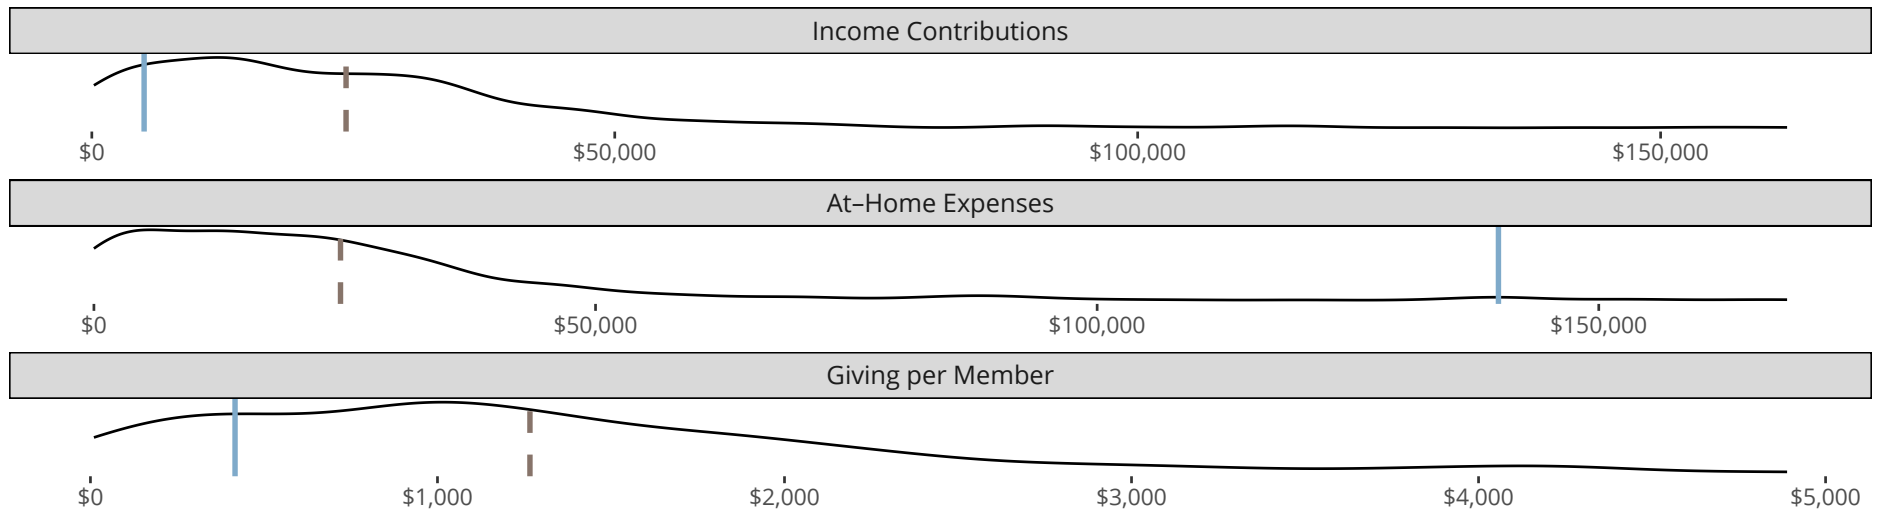 Income Contributions
$0 $50,000 $100,000 $150,000
At–Home Expenses
$0 $50,000 $100,000 $150,000
Giving per Member
$0 $1,000 $2,000 $3,000 $4,000 $5,000